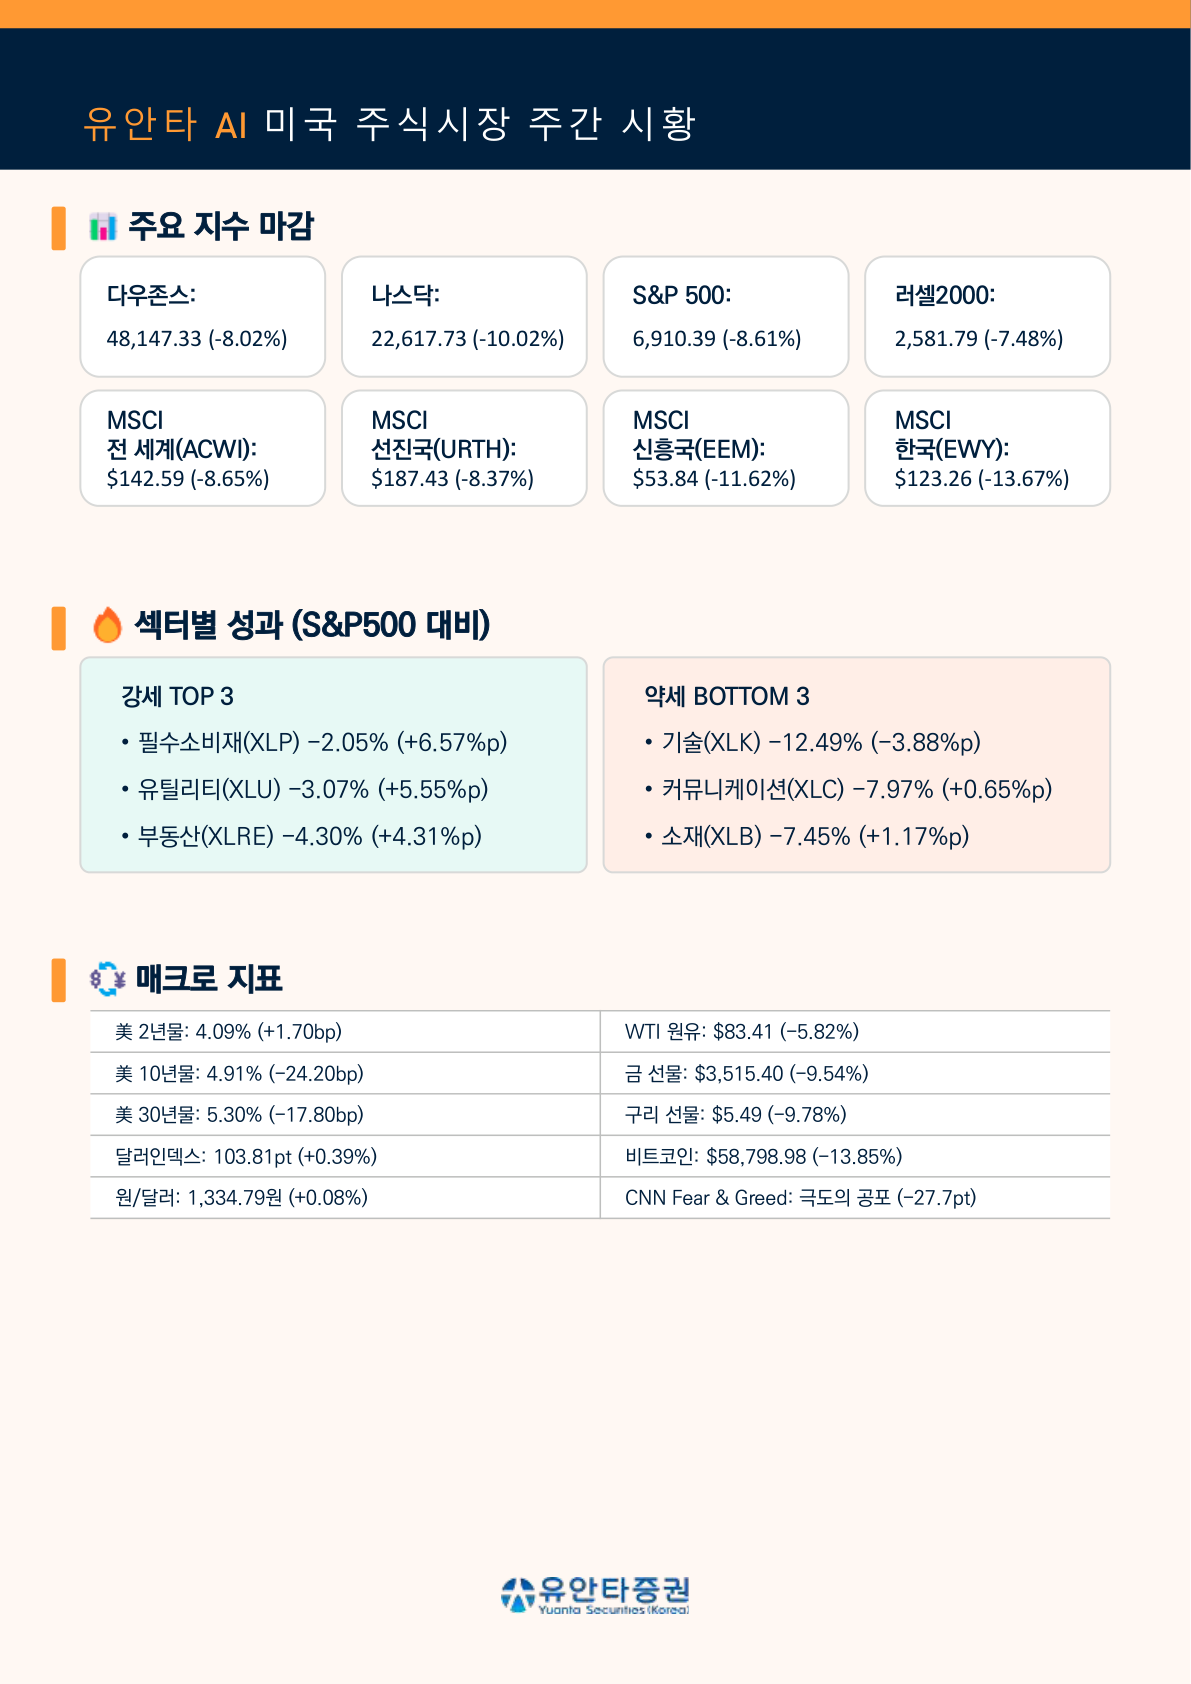 유안타 AI 미국 주식시장 주간 시황
주요 지수 마감
다우존스:
48,147.33 (-8.02%)
나스닥:
22,617.73 (-10.02%)
S&P 500:
6,910.39 (-8.61%)
러셀2000:
2,581.79 (-7.48%)
MSCI
전 세계(ACWI):
$142.59 (-8.65%)
MSCI
선진국(URTH):
$187.43 (-8.37%)
MSCI
신흥국(EEM):
$53.84 (-11.62%)
MSCI
한국(EWY):
$123.26 (-13.67%)
섹터별 성과 (S&P500 대비)
강세 TOP 3
• 필수소비재(XLP) -2.05% (+6.57%p)
• 유틸리티(XLU) -3.07% (+5.55%p)
• 부동산(XLRE) -4.30% (+4.31%p)
약세 BOTTOM 3
• 기술(XLK) -12.49% (-3.88%p)
• 커뮤니케이션(XLC) -7.97% (+0.65%p)
• 소재(XLB) -7.45% (+1.17%p)
매크로 지표
美 2년물: 4.09% (+1.70bp)
WTI 원유: $83.41 (-5.82%)
美 10년물: 4.91% (-24.20bp)
금 선물: $3,515.40 (-9.54%)
美 30년물: 5.30% (-17.80bp)
구리 선물: $5.49 (-9.78%)
달러인덱스: 103.81pt (+0.39%)
비트코인: $58,798.98 (-13.85%)
원/달러: 1,334.79원 (+0.08%)
CNN Fear & Greed: 극도의 공포 (-27.7pt)
유안타증권
Yuanta Securities (Korea)